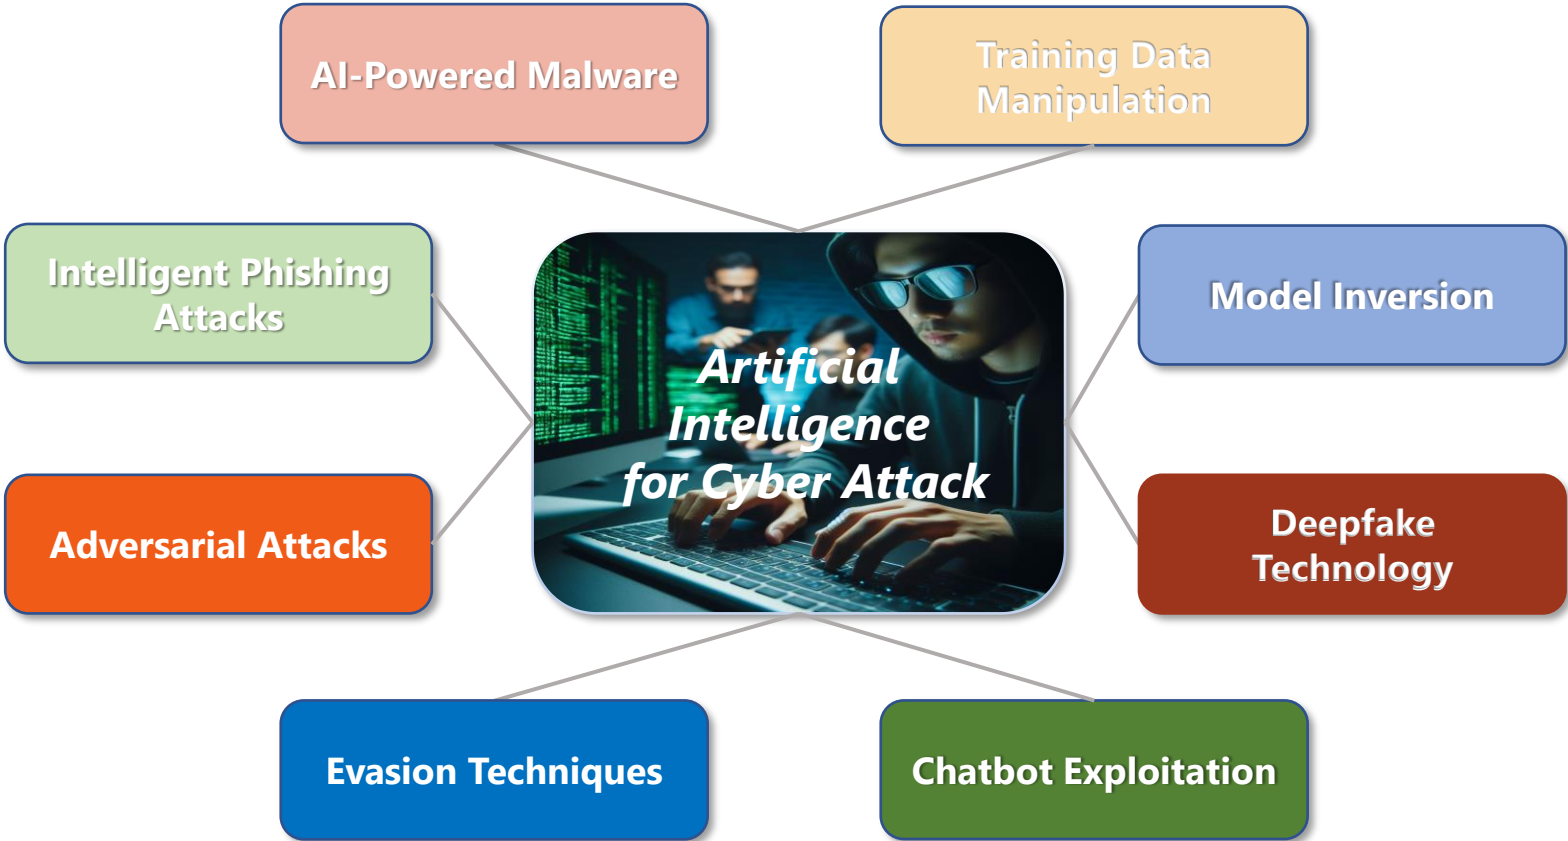 AI-Powered Malware
Training Data
Manipulation
Intelligent Phishing
Attacks
Model Inversion
Artificial
Intelligence
for Cyber Attack
Adversarial Attacks
Deepfake
Technology
Evasion Techniques
Chatbot Exploitation